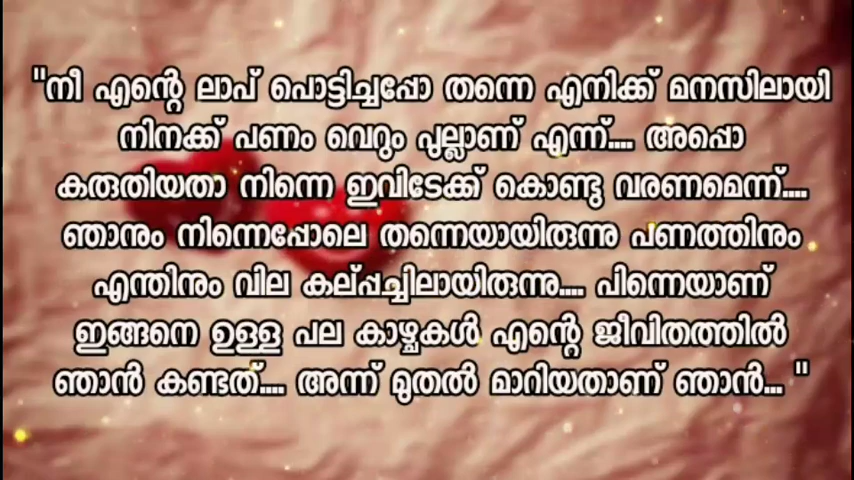 "നീ എന്റെ ലാപ് പൊട്ടിച്ചപ്പോ തന്നെ എനിക്ക് മനസിലായി
നിനക്ക് പണം വെറും പുല്ലാണ് എന്ന്.... അപ്പൊ
കരുതിയതാ നിന്നെ ഇവിടേക്ക് കൊണ്ടു വരണമെന്ന്....
ഞാനും നിന്നെപ്പോലെ തന്നെയായിരുന്നു പണത്തിനും
എന്തിനും വില കല്പ്പച്ചിലായിരുന്നു.... പിന്നെയാണ്
ഇങ്ങനെ ഉള്ള പല കാഴ്ചകൾ എന്റെ ജീവിതത്തിൽ
ഞാൻ കണ്ടത്.... അന്ന് മുതൽ മാറിയതാണ് ഞാൻ... "